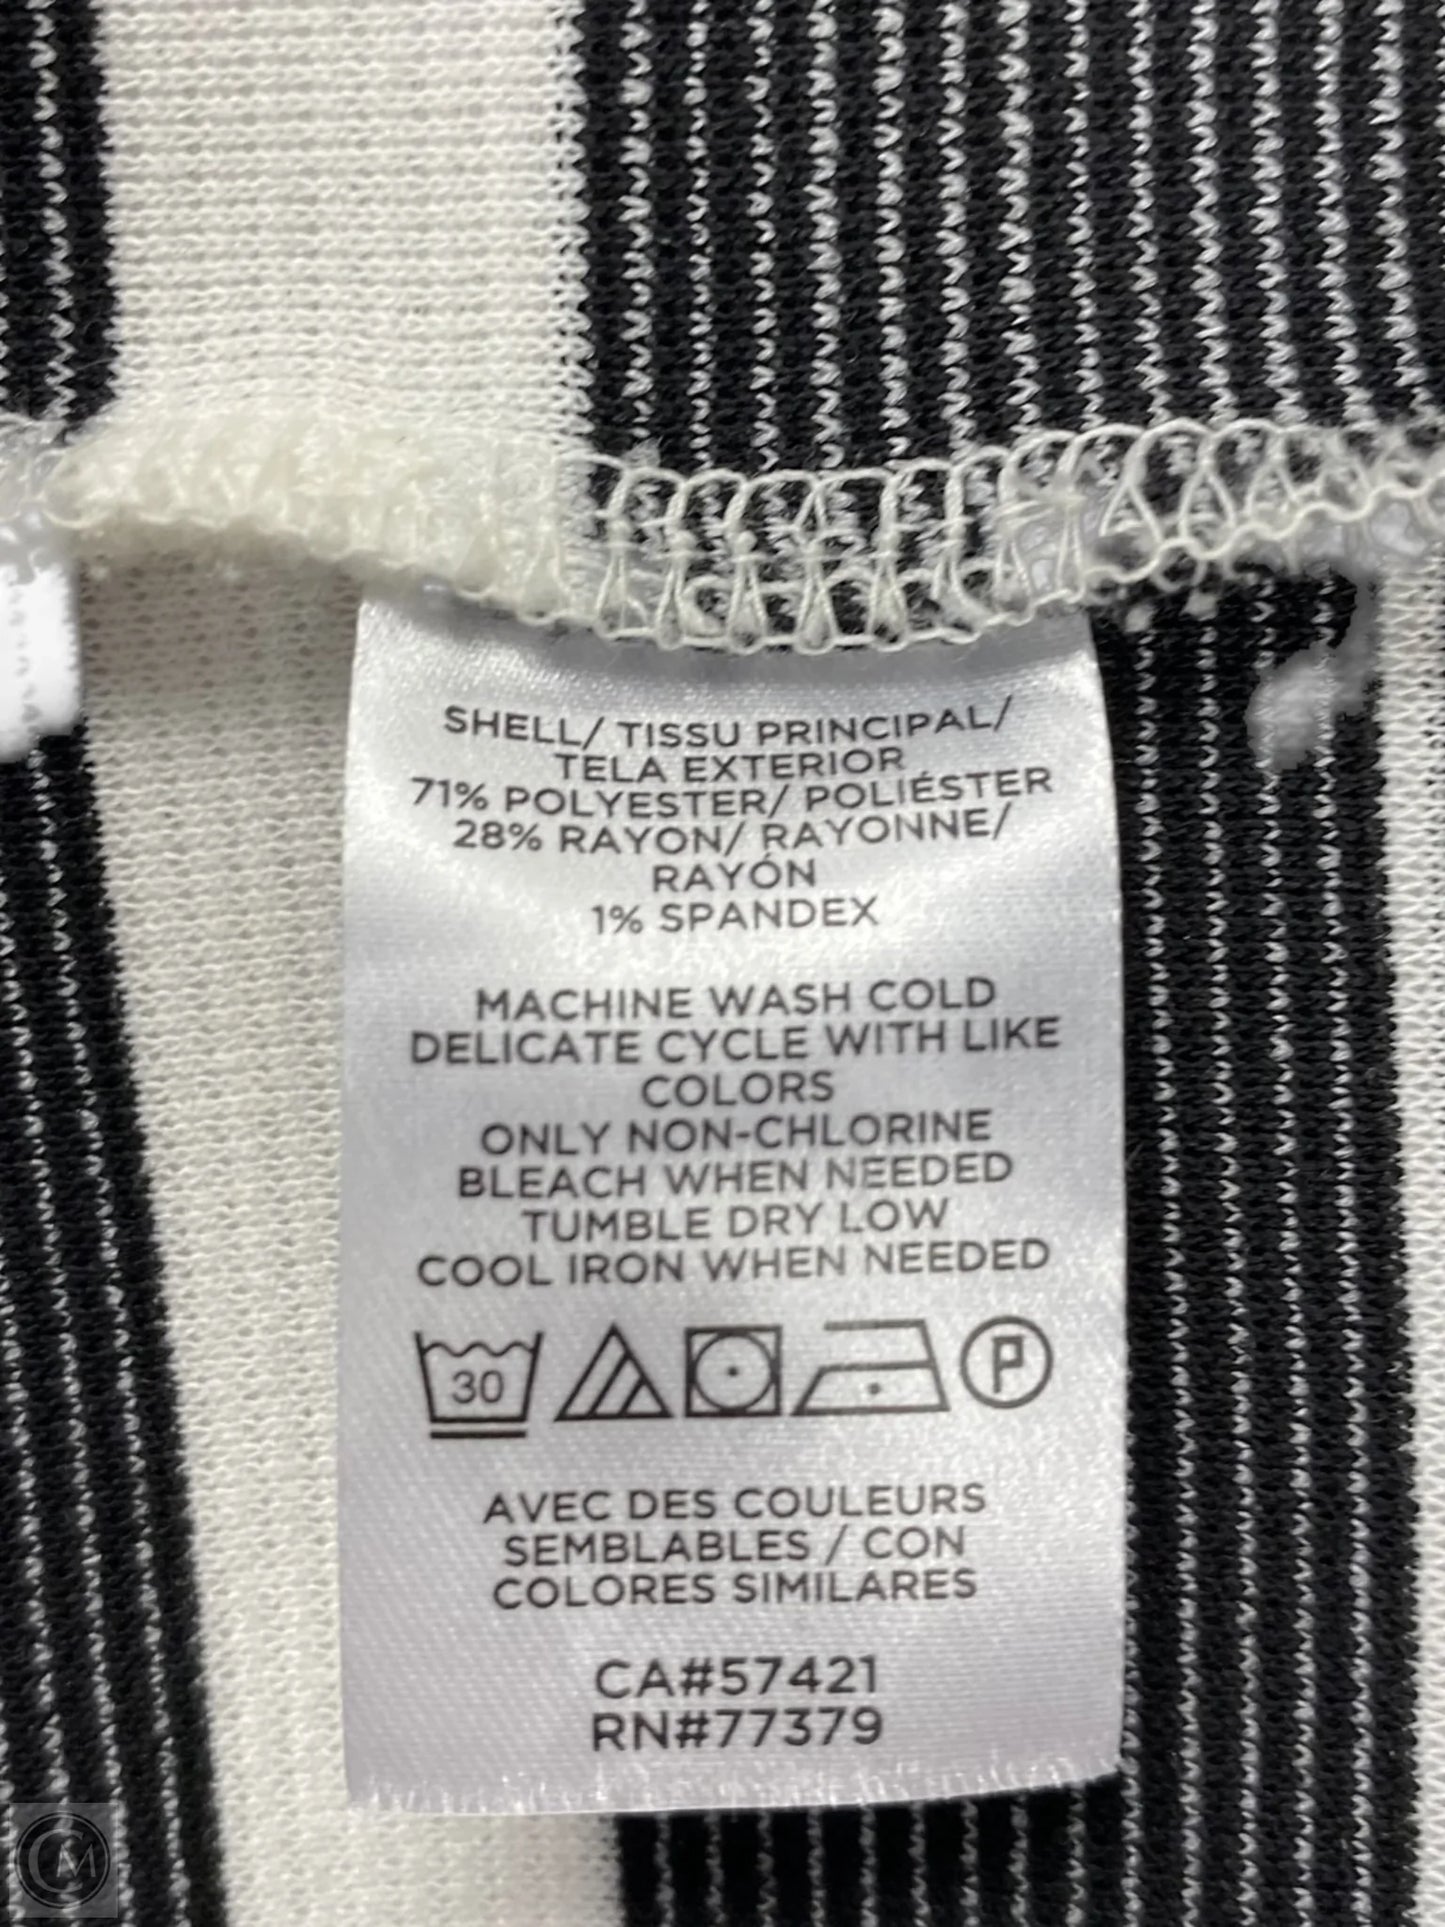 SHELL/ TISSU PRINCIPAL/
TELA EXTERIOR
71% POLYESTER/ POLIÉSTER
28% RAYON/ RAYONNE/
RAYÓN
1% SPANDEX
MACHINE WASH COLD
DELICATE CYCLE WITH LIKE
COLORS
ONLY NON-CHLORINE
BLEACH WHEN NEEDED
TUMBLE DRY LOW
COOL IRON WHEN NEEDED
30 P
AVEC DES COULEURS
SEMBLABLES / CON
COLORES SIMILARES
CA#57421
RN#77379
CM